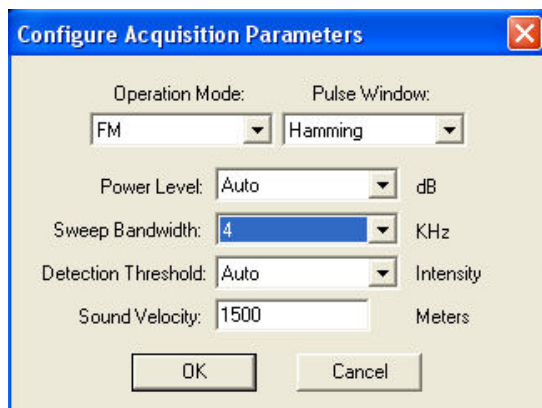 Configure Acquisition Parameters
Operation Mode: Pulse Window:
FM Hamming
Power Level: Auto dB
Sweep Bandwidth: 4 KHz
Detection Threshold: Auto Intensity
Sound Velocity: 1500 Meters
OK Cancel